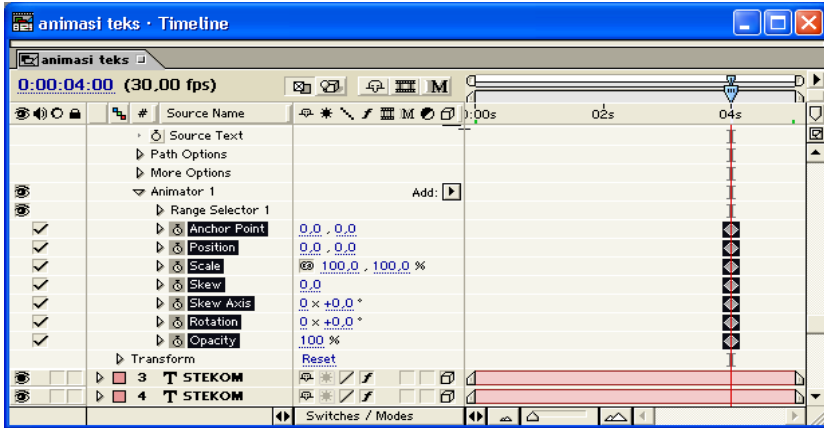 animasi teks · Timeline
animasi teks
0:00:04:00 (30,00 fps) M
# Source Name M :00s 02s 04s
Source Text
Path Options
More Options
Animator 1 Add:
Range Selector 1
Anchor Point 0,0 , 0,0
Position 0,0 , 0,0
Scale 100,0 , 100,0 %
Skew 0,0
Skew Axis 0 × +0,0 °
Rotation 0 × +0,0 °
Opacity 100 %
Transform Reset
3 T STEKOM
4 T STEKOM
Switches / Modes